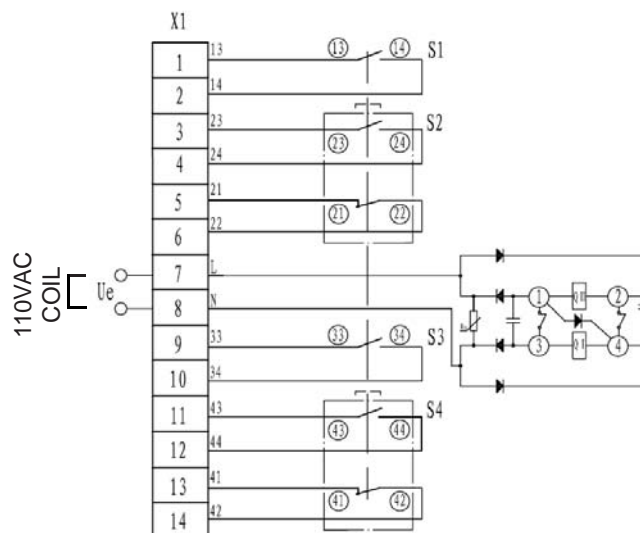 X1
1 13 13 14 S1
2 14
3 23 S2
23 24
4 24
5 21
21 22
6 22
110VAC
COIL
Ue
7 L
8 N
1 2
3 4
9 33 33 34 S3
10 34
11 43 S4
43 44
12 44
13 41
41 42
14 42